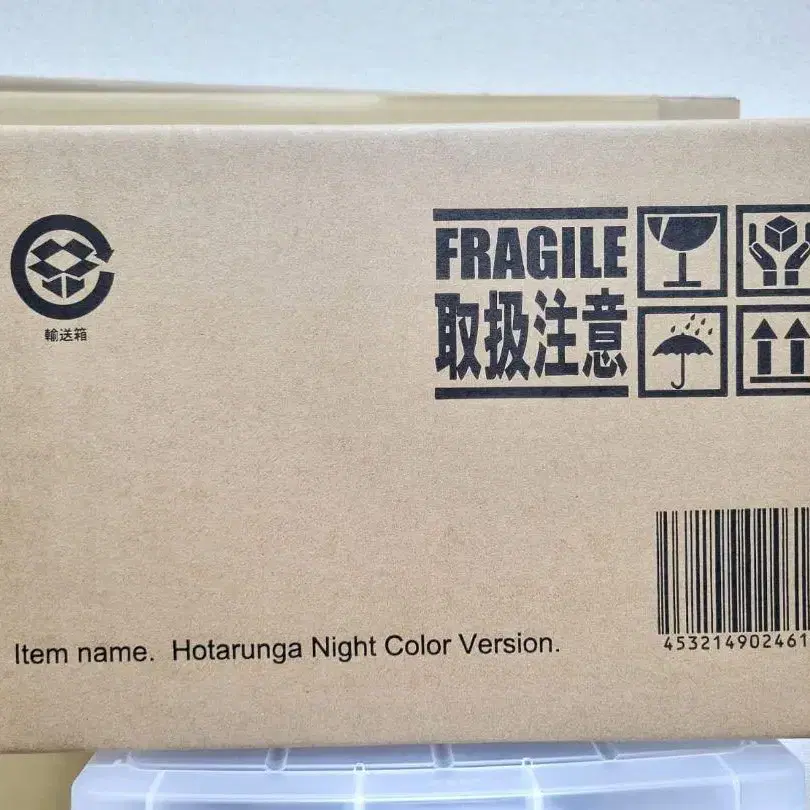 輸送箱
FRAGILE
取扱注意
Item name. Hotarunga Night Color Version.
453214902461